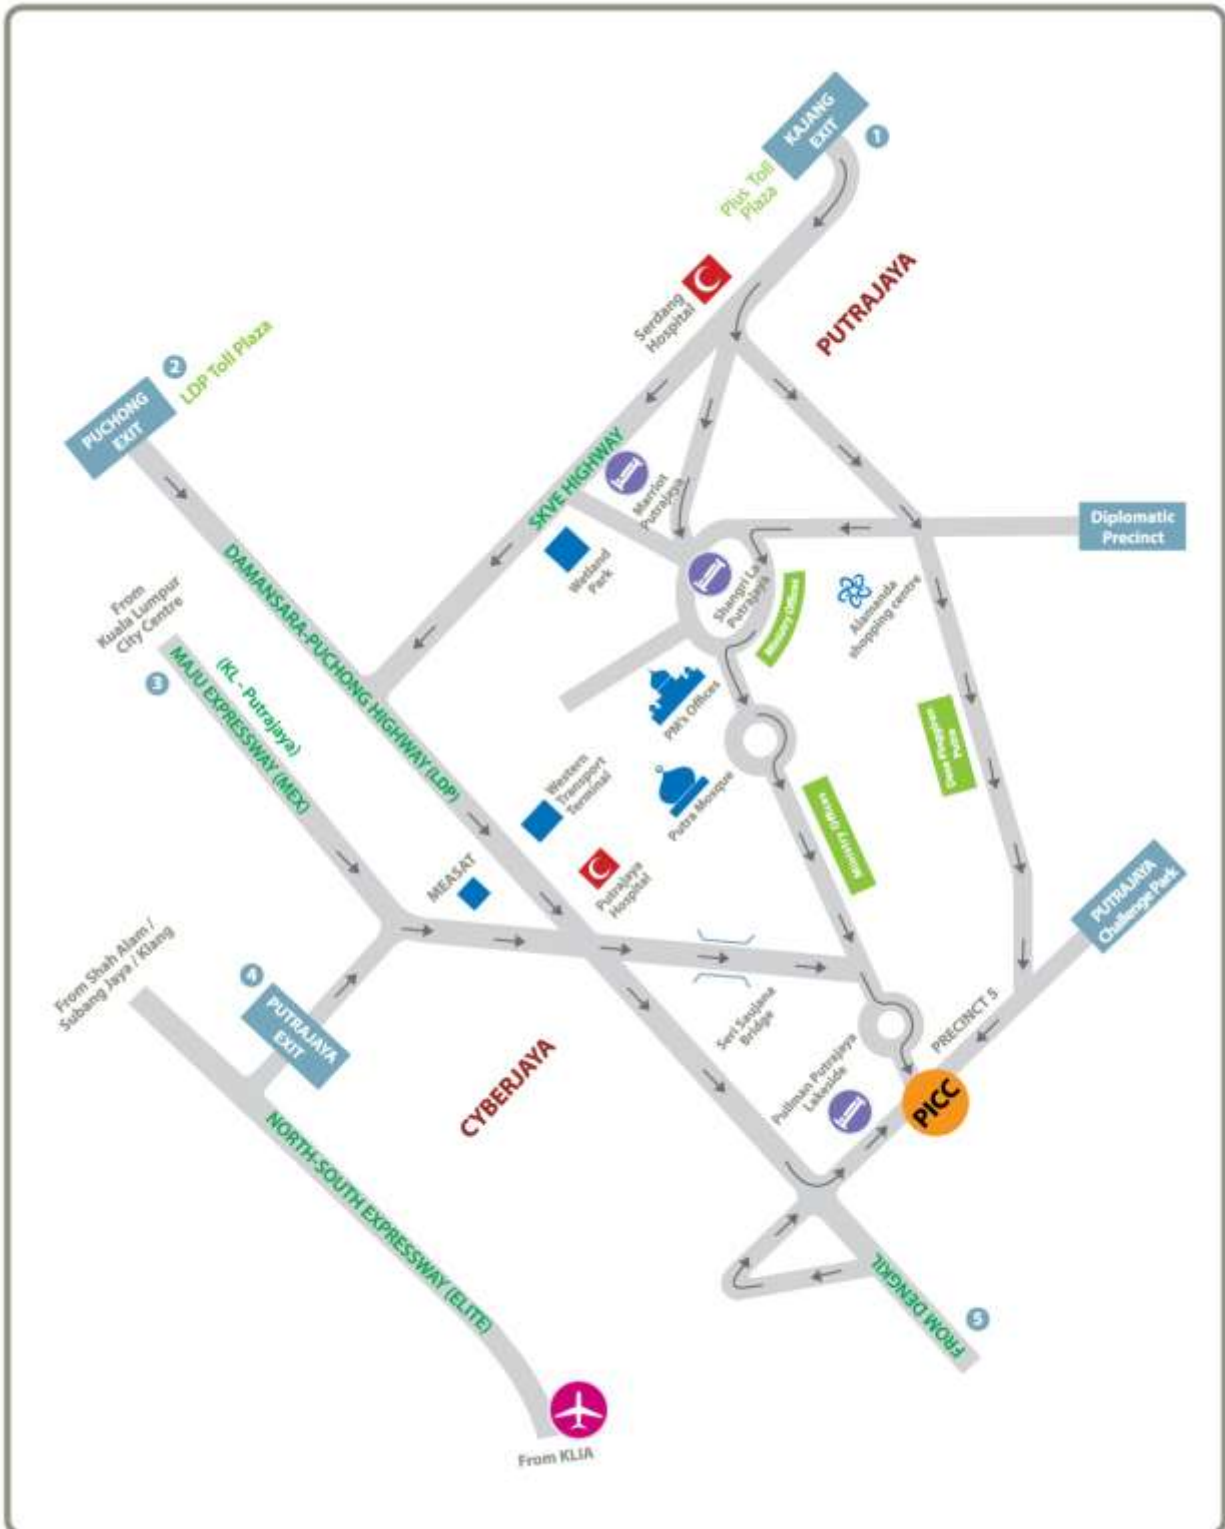 KAJANG
EXIT
1
Plus Toll
Plaza
PUTRAJAYA
Serdang
Hospital
2
LDP Toll Plaza
PUCHONG
EXIT
SKVE HIGHWAY
Marriot
Putrajaya
Diplomatic
Precinct
Wetland
Park
Shangri La
Putrajaya
Ministry Offices
Alamanda
shopping centre
From
Kuala Lumpur
City Centre
DAMANSARA-PUCHONG HIGHWAY (LDP)
3
MAJU EXPRESSWAY (MEX)
(KL - Putrajaya)
PM's Offices
Western
Transport
Terminal
Putra Mosque
Ministry Offices
MEASAT
Putrajaya
Hospital
PUTRAJAYA
Challenge Park
From Shah Alam /
Subang Jaya / Klang
4
PUTRAJAYA
EXIT
Seri Saujana
Bridge
PRECINCT 5
CYBERJAYA
Pullman Putrajaya
Lakeside
PICC
NORTH-SOUTH EXPRESSWAY (ELITE)
FROM DENGKIL
5
From KLIA